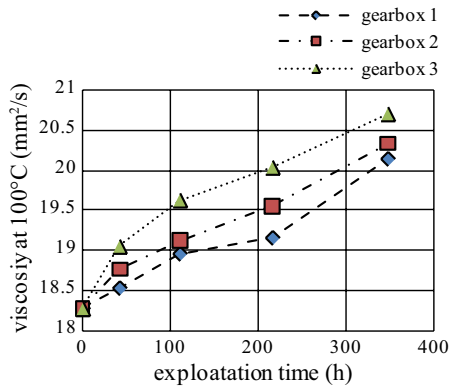 gearbox 1
gearbox 2
gearbox 3
viscosiy at 100°C (mm²/s)
21
20.5
20
19.5
19
18.5
18
0 100 200 300 400
exploatation time (h)